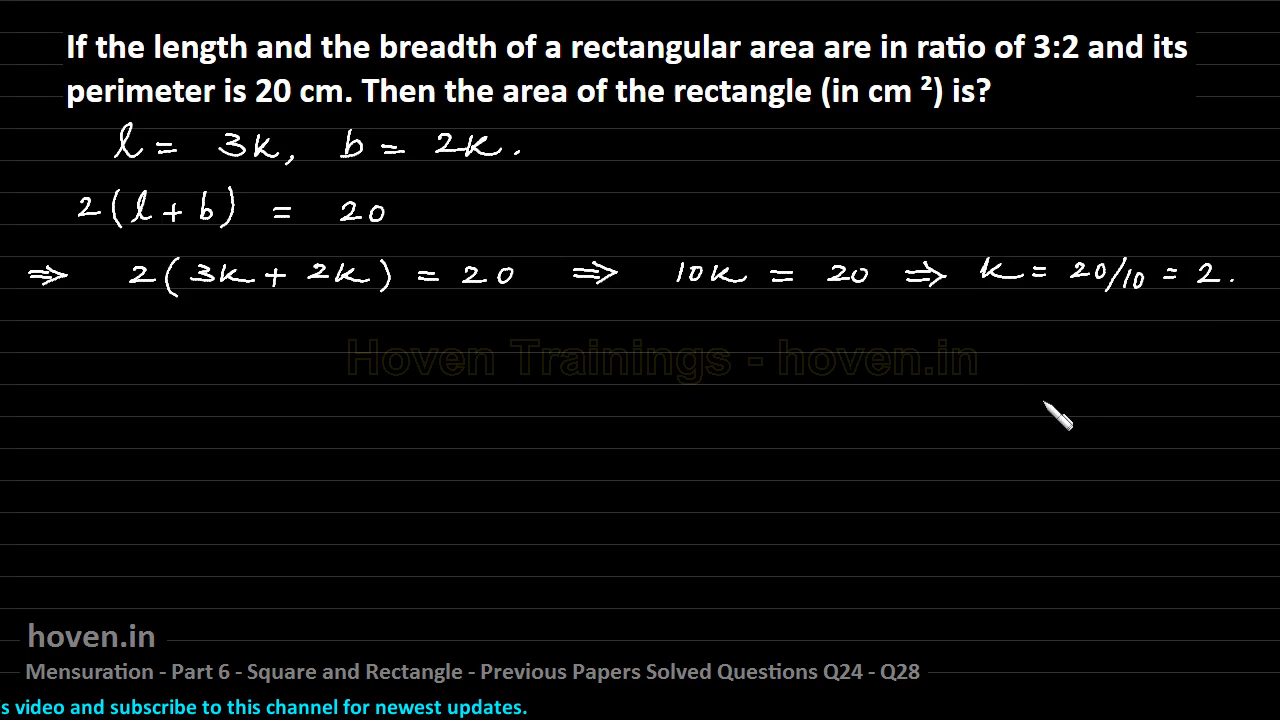 If the length and the breadth of a rectangular area are in ratio of 3:2 and its
perimeter is 20 cm. Then the area of the rectangle (in cm ²) is?
l = 3k, b = 2k.
2(l + b) = 20
⇒ 2(3k + 2k) = 20 ⇒ 10k = 20 ⇒ k = 20/10 = 2.
Hoven Trainings - hoven.in
hoven.in
Mensuration - Part 6 - Square and Rectangle - Previous Papers Solved Questions Q24 - Q28
s video and subscribe to this channel for newest updates.